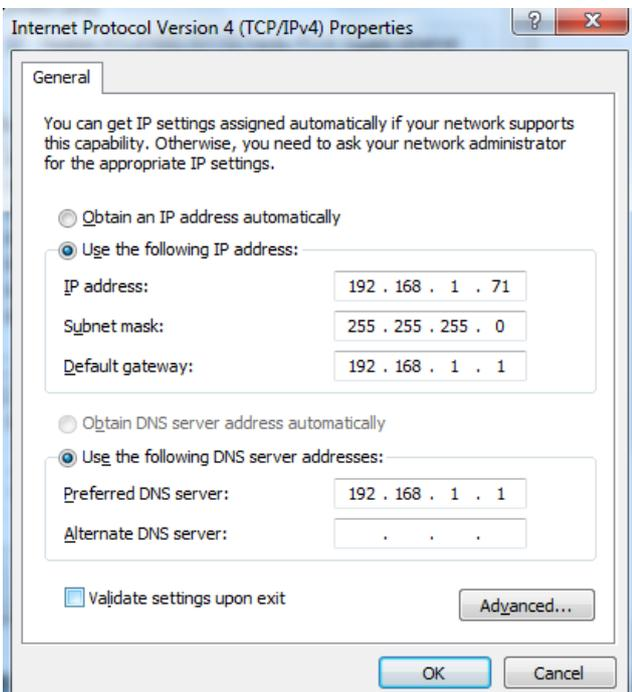 Internet Protocol Version 4 (TCP/IPv4) Properties
?
X
General
You can get IP settings assigned automatically if your network supports
this capability. Otherwise, you need to ask your network administrator
for the appropriate IP settings.
Obtain an IP address automatically
Use the following IP address:
IP address: 192 . 168 . 1 . 71
Subnet mask: 255 . 255 . 255 . 0
Default gateway: 192 . 168 . 1 . 1
Obtain DNS server address automatically
Use the following DNS server addresses:
Preferred DNS server: 192 . 168 . 1 . 1
Alternate DNS server: . . .
Validate settings upon exit
Advanced...
OK Cancel